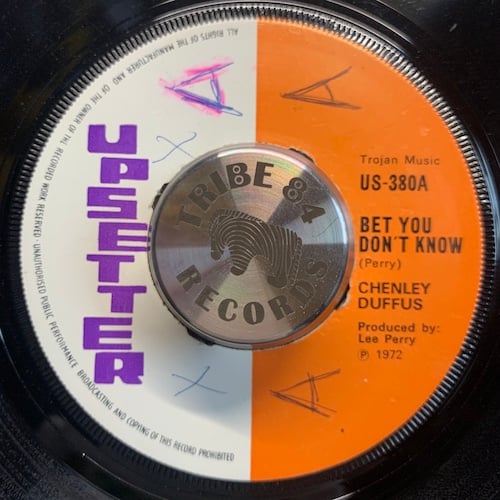 ALL RIGHTS OF THE MANUFACTURER AND OF THE OWNER OF THE RECORDED WORK RESERVED - UNAUTHORISED PUBLIC PERFORMANCE BROADCASTING AND COPYING OF THIS RECORD PROHIBITED
A
A
X
UPSETTER
TRIBE 84
RECORDS
Trojan Music
US-380A
BET YOU
DON'T KNOW
(Perry)
CHENLEY
DUFFUS
Produced by:
Lee Perry
℗ 1972
X
A